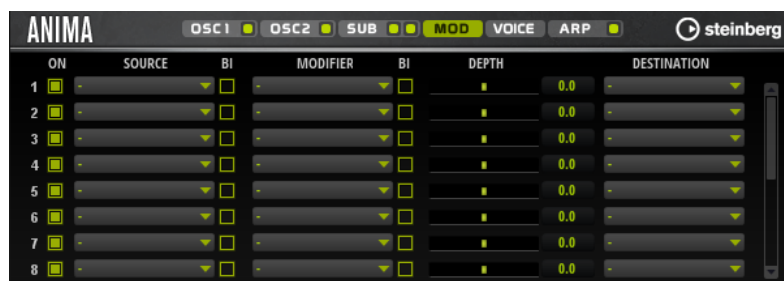 ANIMA OSC1 OSC2 SUB MOD VOICE ARP steinberg
ON SOURCE BI MODIFIER BI DEPTH DESTINATION
1 - - 0.0 -
2 - - 0.0 -
3 - - 0.0 -
4 - - 0.0 -
5 - - 0.0 -
6 - - 0.0 -
7 - - 0.0 -
8 - - 0.0 -